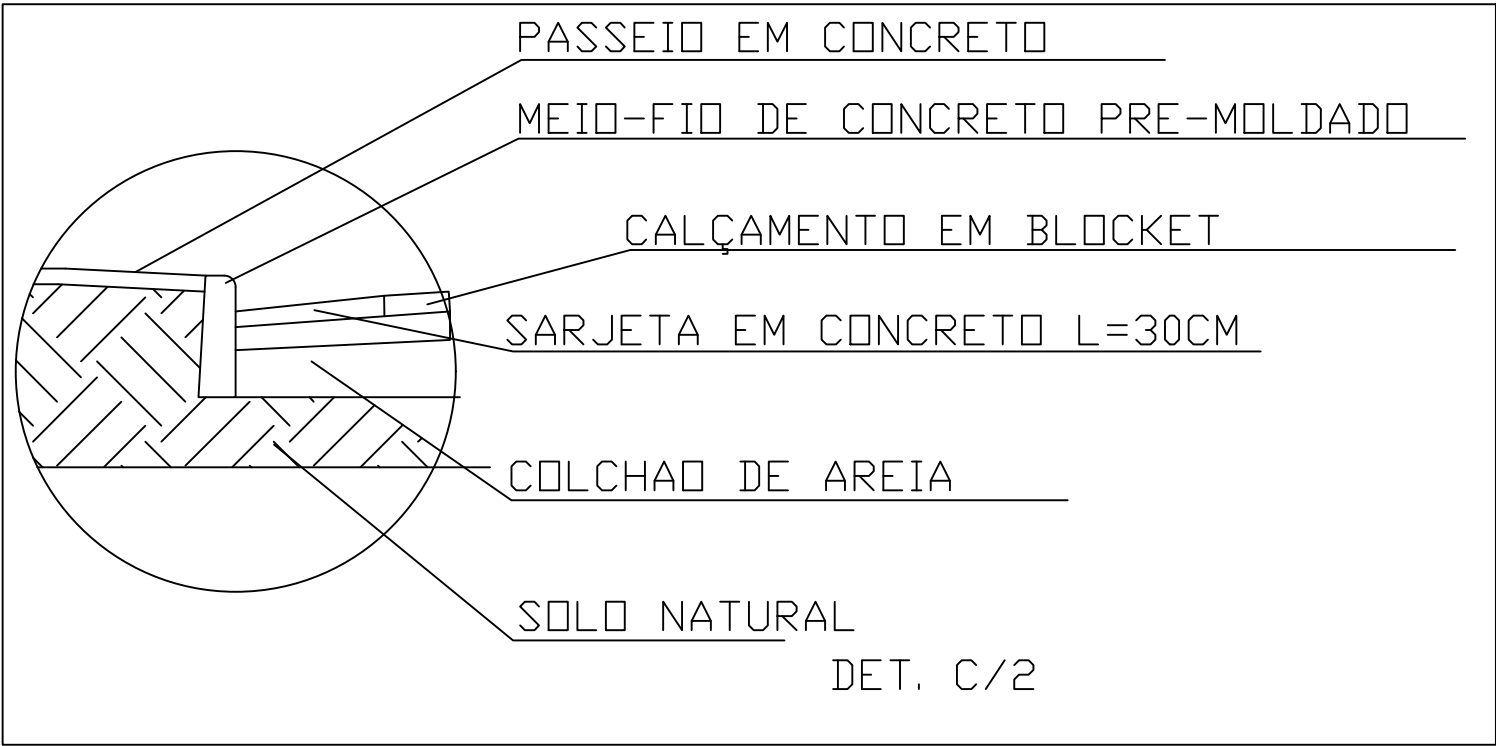 PASSEIO EM CONCRETO
MEIO-FIO DE CONCRETO PRE-MOLDADO
CALÇAMENTO EM BLOCKET
SARJETA EM CONCRETO L=30CM
COLCHAO DE AREIA
SOLO NATURAL
DET. C/2